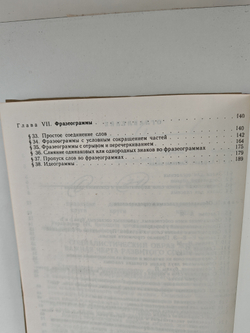 Глава VII. Фразеограммы 140
§ 33. Простое соединение слов 140
§ 34. Фразеограммы с условным сокращением частей 142
§ 35. Фразеограммы с отрывом и перечеркиванием 164
§ 36. Слияние одинаковых или однородных знаков во фразеограммах 175
§ 37. Пропуск слов во фразеограммах 179
§ 38. Идеограммы 189